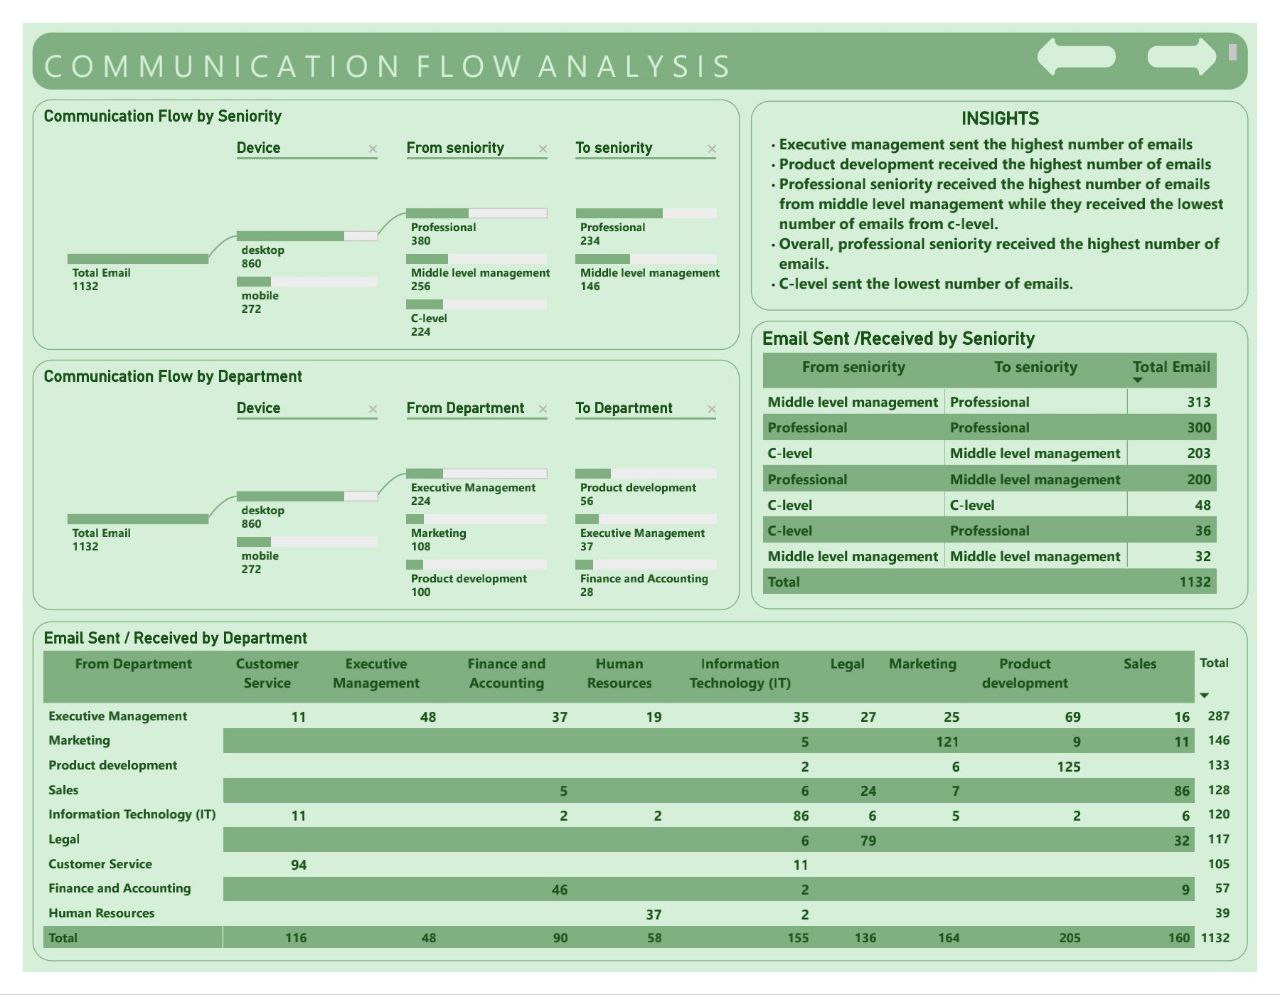 COMMUNICATION FLOW ANALYSIS
Communication Flow by Seniority
Device × From seniority × To seniority ×
Total Email
1132
desktop
860
mobile
272
Professional
380
Middle level management
256
C-level
224
Professional
234
Middle level management
146
INSIGHTS
· Executive management sent the highest number of emails
· Product development received the highest number of emails
· Professional seniority received the highest number of emails
from middle level management while they received the lowest
number of emails from c-level.
· Overall, professional seniority received the highest number of
emails.
· C-level sent the lowest number of emails.
Communication Flow by Department
Device × From Department × To Department ×
Total Email
1132
desktop
860
mobile
272
Executive Management
224
Marketing
108
Product development
100
Product development
56
Executive Management
37
Finance and Accounting
28
Email Sent /Received by Seniority
From seniority To seniority Total Email
Middle level management Professional 313
Professional Professional 300
C-level Middle level management 203
Professional Middle level management 200
C-level C-level 48
C-level Professional 36
Middle level management Middle level management 32
Total 1132
Email Sent / Received by Department
From Department Customer Executive Finance and Human Information Legal Marketing Product Sales Total
Service Management Accounting Resources Technology (IT) development
Executive Management 11 48 37 19 35 27 25 69 16 287
Marketing 5 121 9 11 146
Product development 2 6 125 133
Sales 5 6 24 7 86 128
Information Technology (IT) 11 2 2 86 6 5 2 6 120
Legal 6 79 32 117
Customer Service 94 11 105
Finance and Accounting 46 2 9 57
Human Resources 37 2 39
Total 116 48 90 58 155 136 164 205 160 1132